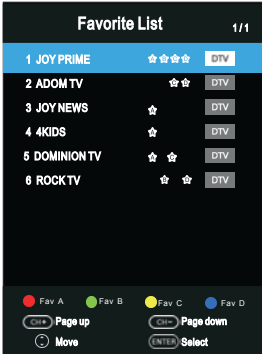 Favorite List 1/1
1 JOY PRIME DTV
2 ADOM TV DTV
3 JOY NEWS DTV
4 4KIDS DTV
5 DOMINION TV DTV
6 ROCK TV DTV
Fav A Fav B Fav C Fav D
CH+ Page up CH- Page down
Move ENTER Select